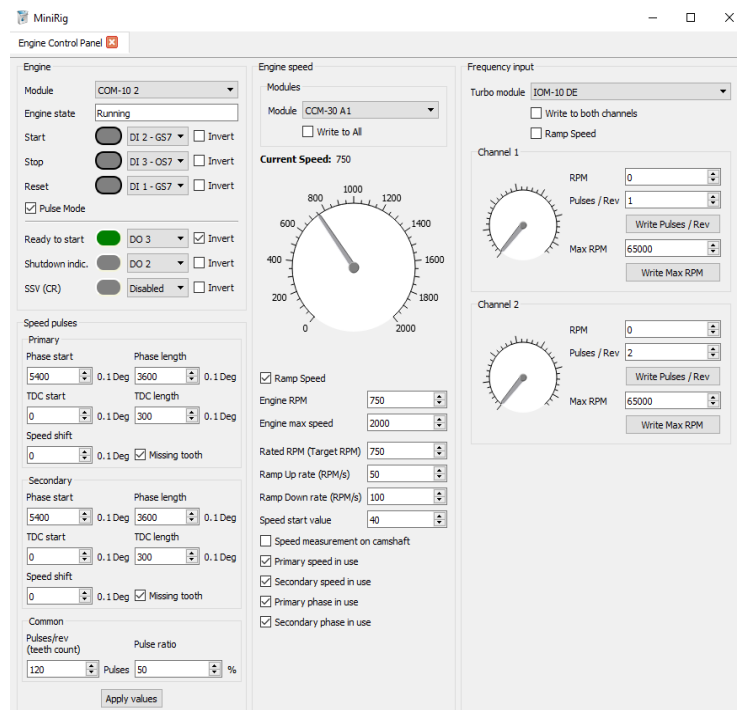 MiniRig
Engine Control Panel
Engine
Module COM-10 2
Engine state Running
Start DI 2 - GS7 Invert
Stop DI 3 - OS7 Invert
Reset DI 1 - GS7 Invert
Pulse Mode
Ready to start DO 3 Invert
Shutdown indic. DO 2 Invert
SSV (CR) Disabled Invert
Speed pulses
Primary
Phase start Phase length
5400 0.1 Deg 3600 0.1 Deg
TDC start TDC length
0 0.1 Deg 300 0.1 Deg
Speed shift
0 0.1 Deg Missing tooth
Secondary
Phase start Phase length
5400 0.1 Deg 3600 0.1 Deg
TDC start TDC length
0 0.1 Deg 300 0.1 Deg
Speed shift
0 0.1 Deg Missing tooth
Common
Pulses/rev
(teeth count) Pulse ratio
120 Pulses 50 %
Apply values
Engine speed
Modules
Module CCM-30 A1
Write to All
Current Speed: 750
0 200 400 600 800 1000 1200 1400 1600 1800 2000
Ramp Speed
Engine RPM 750
Engine max speed 2000
Rated RPM (Target RPM) 750
Ramp Up rate (RPM/s) 50
Ramp Down rate (RPM/s) 100
Speed start value 40
Speed measurement on camshaft
Primary speed in use
Secondary speed in use
Primary phase in use
Secondary phase in use
Frequency input
Turbo module IOM-10 DE
Write to both channels
Ramp Speed
Channel 1
RPM 0
Pulses / Rev 1
Write Pulses / Rev
Max RPM 65000
Write Max RPM
Channel 2
RPM 0
Pulses / Rev 2
Write Pulses / Rev
Max RPM 65000
Write Max RPM